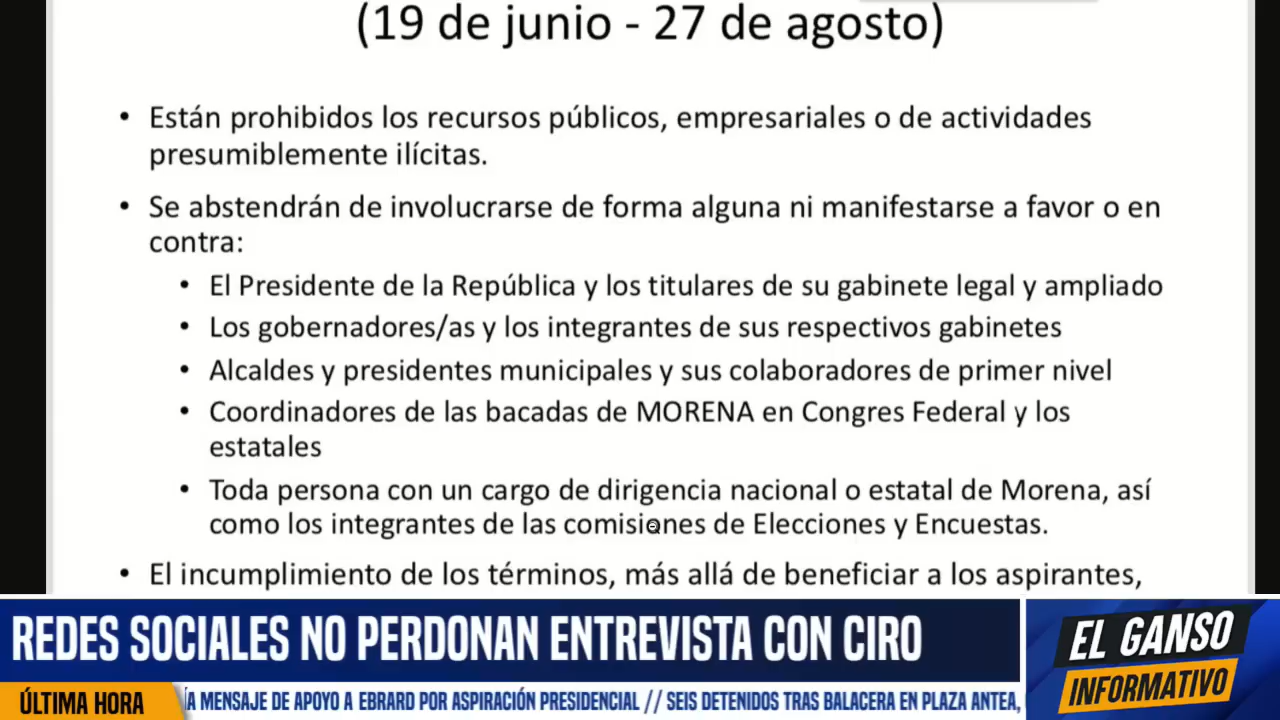 (19 de junio - 27 de agosto)
• Están prohibidos los recursos públicos, empresariales o de actividades
presumiblemente ilícitas.
• Se abstendrán de involucrarse de forma alguna ni manifestarse a favor o en
contra:
• El Presidente de la República y los titulares de su gabinete legal y ampliado
• Los gobernadores/as y los integrantes de sus respectivos gabinetes
• Alcaldes y presidentes municipales y sus colaboradores de primer nivel
• Coordinadores de las bacadas de MORENA en Congres Federal y los
estatales
• Toda persona con un cargo de dirigencia nacional o estatal de Morena, así
como los integrantes de las comisiones de Elecciones y Encuestas.
• El incumplimiento de los términos, más allá de beneficiar a los aspirantes,
REDES SOCIALES NO PERDONAN ENTREVISTA CON CIRO
EL GANSO
INFORMATIVO
ÚLTIMA HORA
ÍA MENSAJE DE APOYO A EBRARD POR ASPIRACIÓN PRESIDENCIAL // SEIS DETENIDOS TRAS BALACERA EN PLAZA ANTEA,